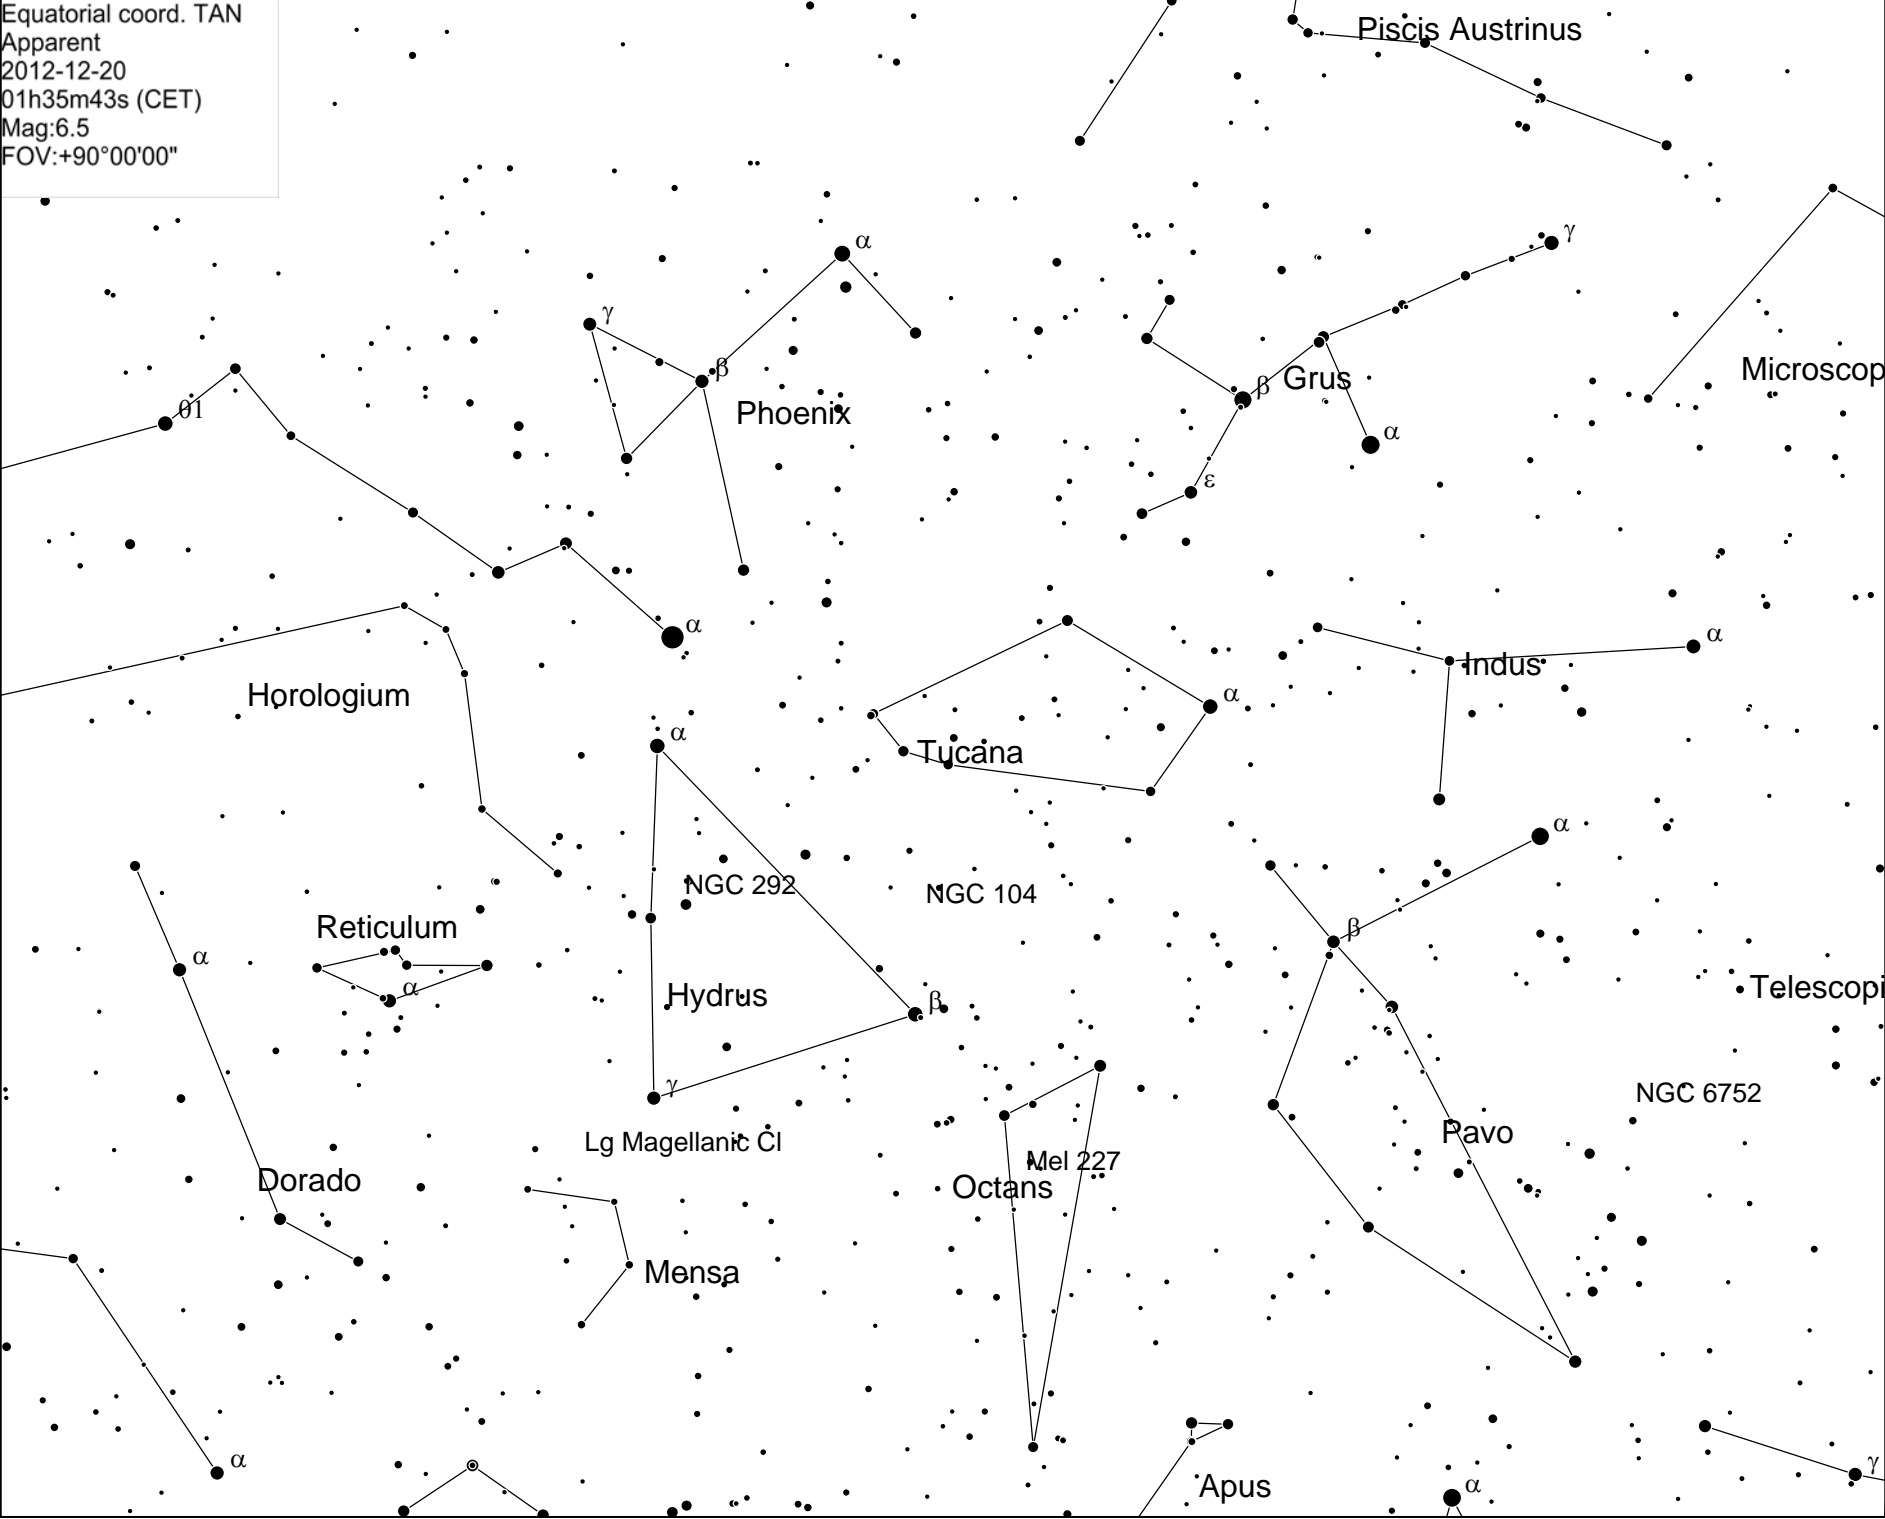 Equatorial coord. TAN
Apparent
2012-12-20
01h35m43s (CET)
Mag:6.5
FOV:+90°00'00"
Piscis Austrinus
α
γ
γ
β
Phoenix
β
Grus
Microscop
θ1
α
ε
α
α
Indus
Horologium
α
α
Tucana
α
NGC 292
NGC 104
Reticulum
β
α
α
Hydrus
β
Telescopi
γ
NGC 6752
Lg Magellanic Cl
Pavo
Mel 227
Dorado
Octans
Mensa
α
Apus
α
γ